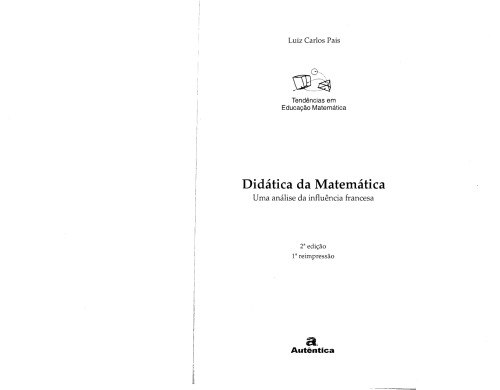 Luiz Carlos Pais
Tendências em
Educação Matemática
Didática da Matemática
Uma análise da influência francesa
2ª edição
1ª reimpressão
a
Autêntica